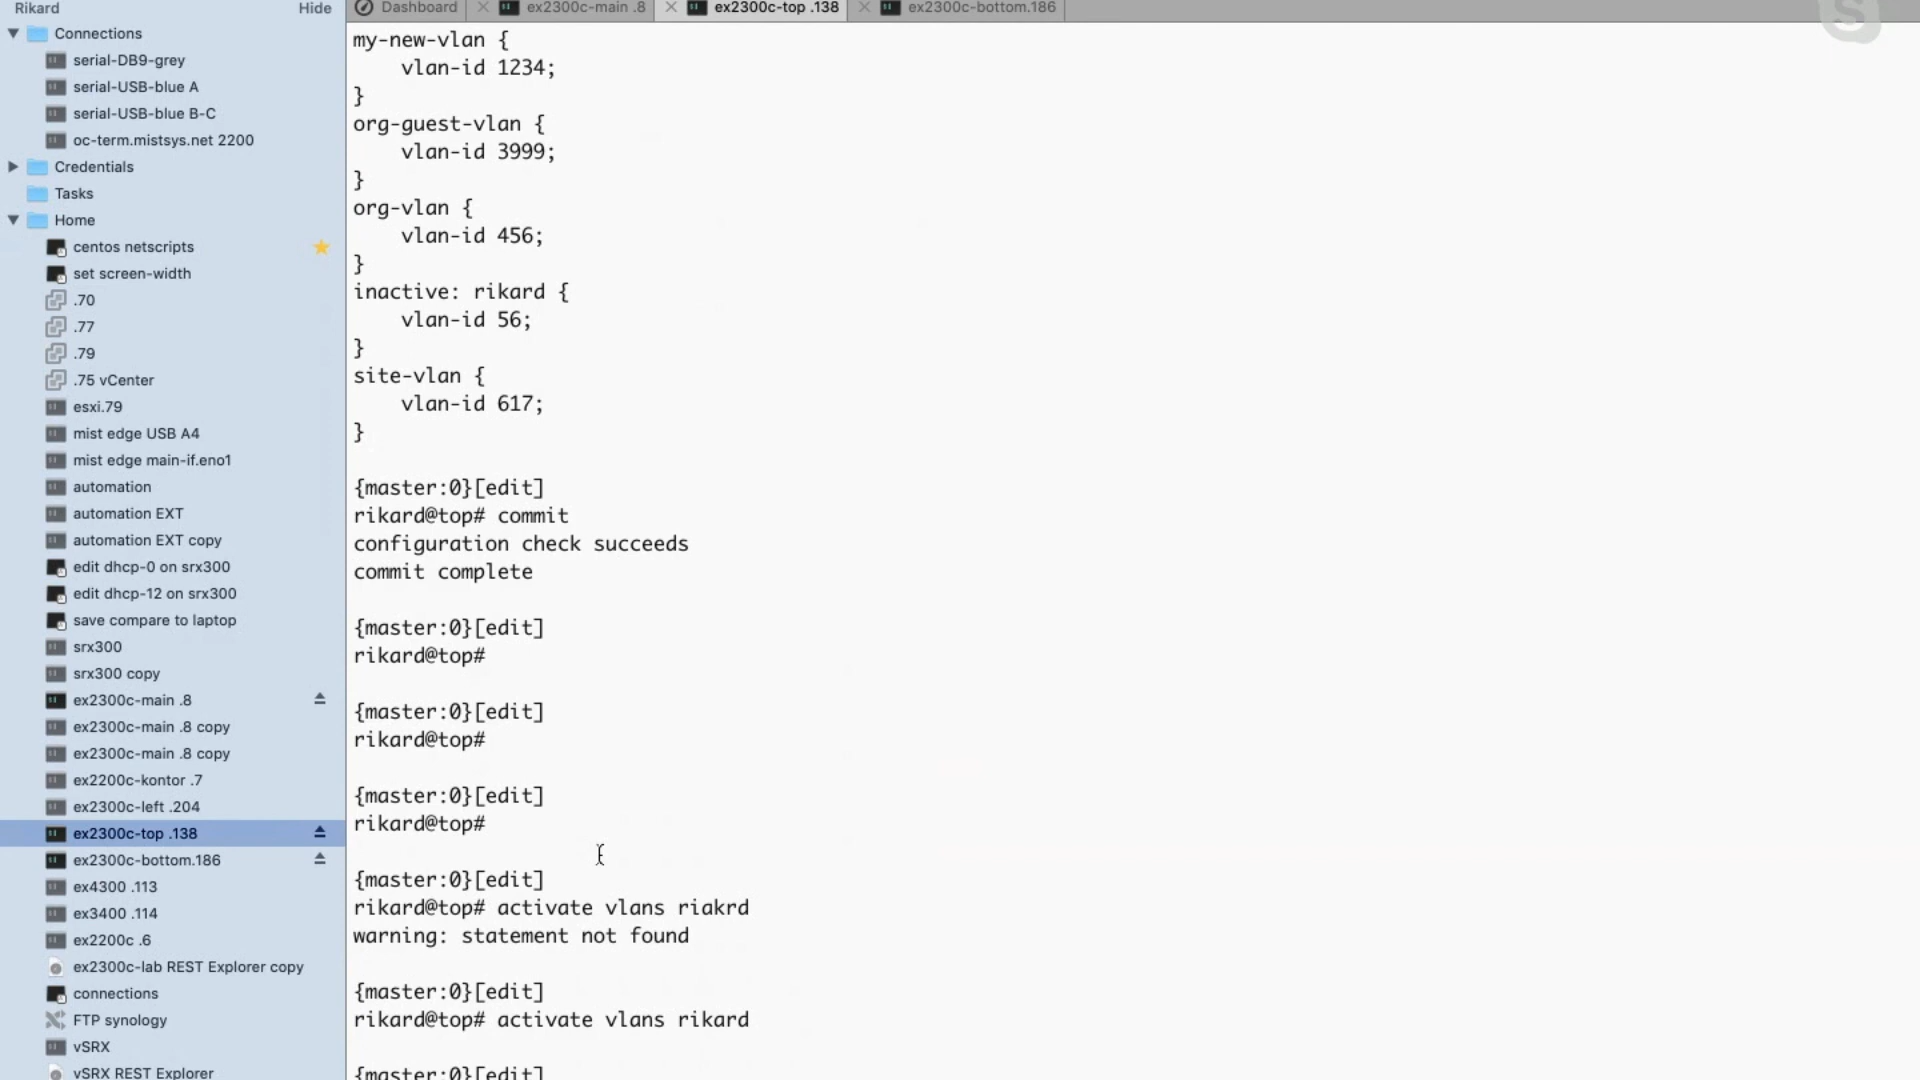 Rikard
Hide
Connections
serial-DB9-grey
serial-USB-blue A
serial-USB-blue B-C
oc-term.mistsys.net 2200
Credentials
Tasks
Home
centos netscripts
set screen-width
.70
.77
.79
.75 vCenter
esxi.79
mist edge USB A4
mist edge main-if.eno1
automation
automation EXT
automation EXT copy
edit dhcp-0 on srx300
edit dhcp-12 on srx300
save compare to laptop
srx300
srx300 copy
ex2300c-main .8
ex2300c-main .8 copy
ex2300c-main .8 copy
ex2200c-kontor .7
ex2300c-left .204
ex2300c-top .138
ex2300c-bottom.186
ex4300 .113
ex3400 .114
ex2200c .6
ex2300c-lab REST Explorer copy
connections
FTP synology
vSRX
vSRX REST Explorer
Dashboard
ex2300c-main .8
ex2300c-top .138
ex2300c-bottom.186
my-new-vlan {
    vlan-id 1234;
}
org-guest-vlan {
    vlan-id 3999;
}
org-vlan {
    vlan-id 456;
}
inactive: rikard {
    vlan-id 56;
}
site-vlan {
    vlan-id 617;
}
{master:0}[edit]
rikard@top# commit
configuration check succeeds
commit complete
{master:0}[edit]
rikard@top#
{master:0}[edit]
rikard@top#
{master:0}[edit]
rikard@top#
{master:0}[edit]
rikard@top# activate vlans riakrd
warning: statement not found
{master:0}[edit]
rikard@top# activate vlans rikard
{master:0}[edit]
S